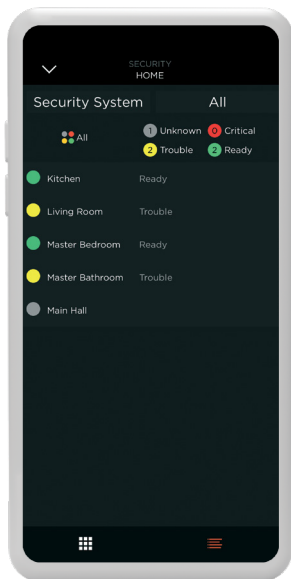 SECURITY
HOME
Security System All
All
1 Unknown 0 Critical
2 Trouble 2 Ready
Kitchen Ready
Living Room Trouble
Master Bedroom Ready
Master Bathroom Trouble
Main Hall